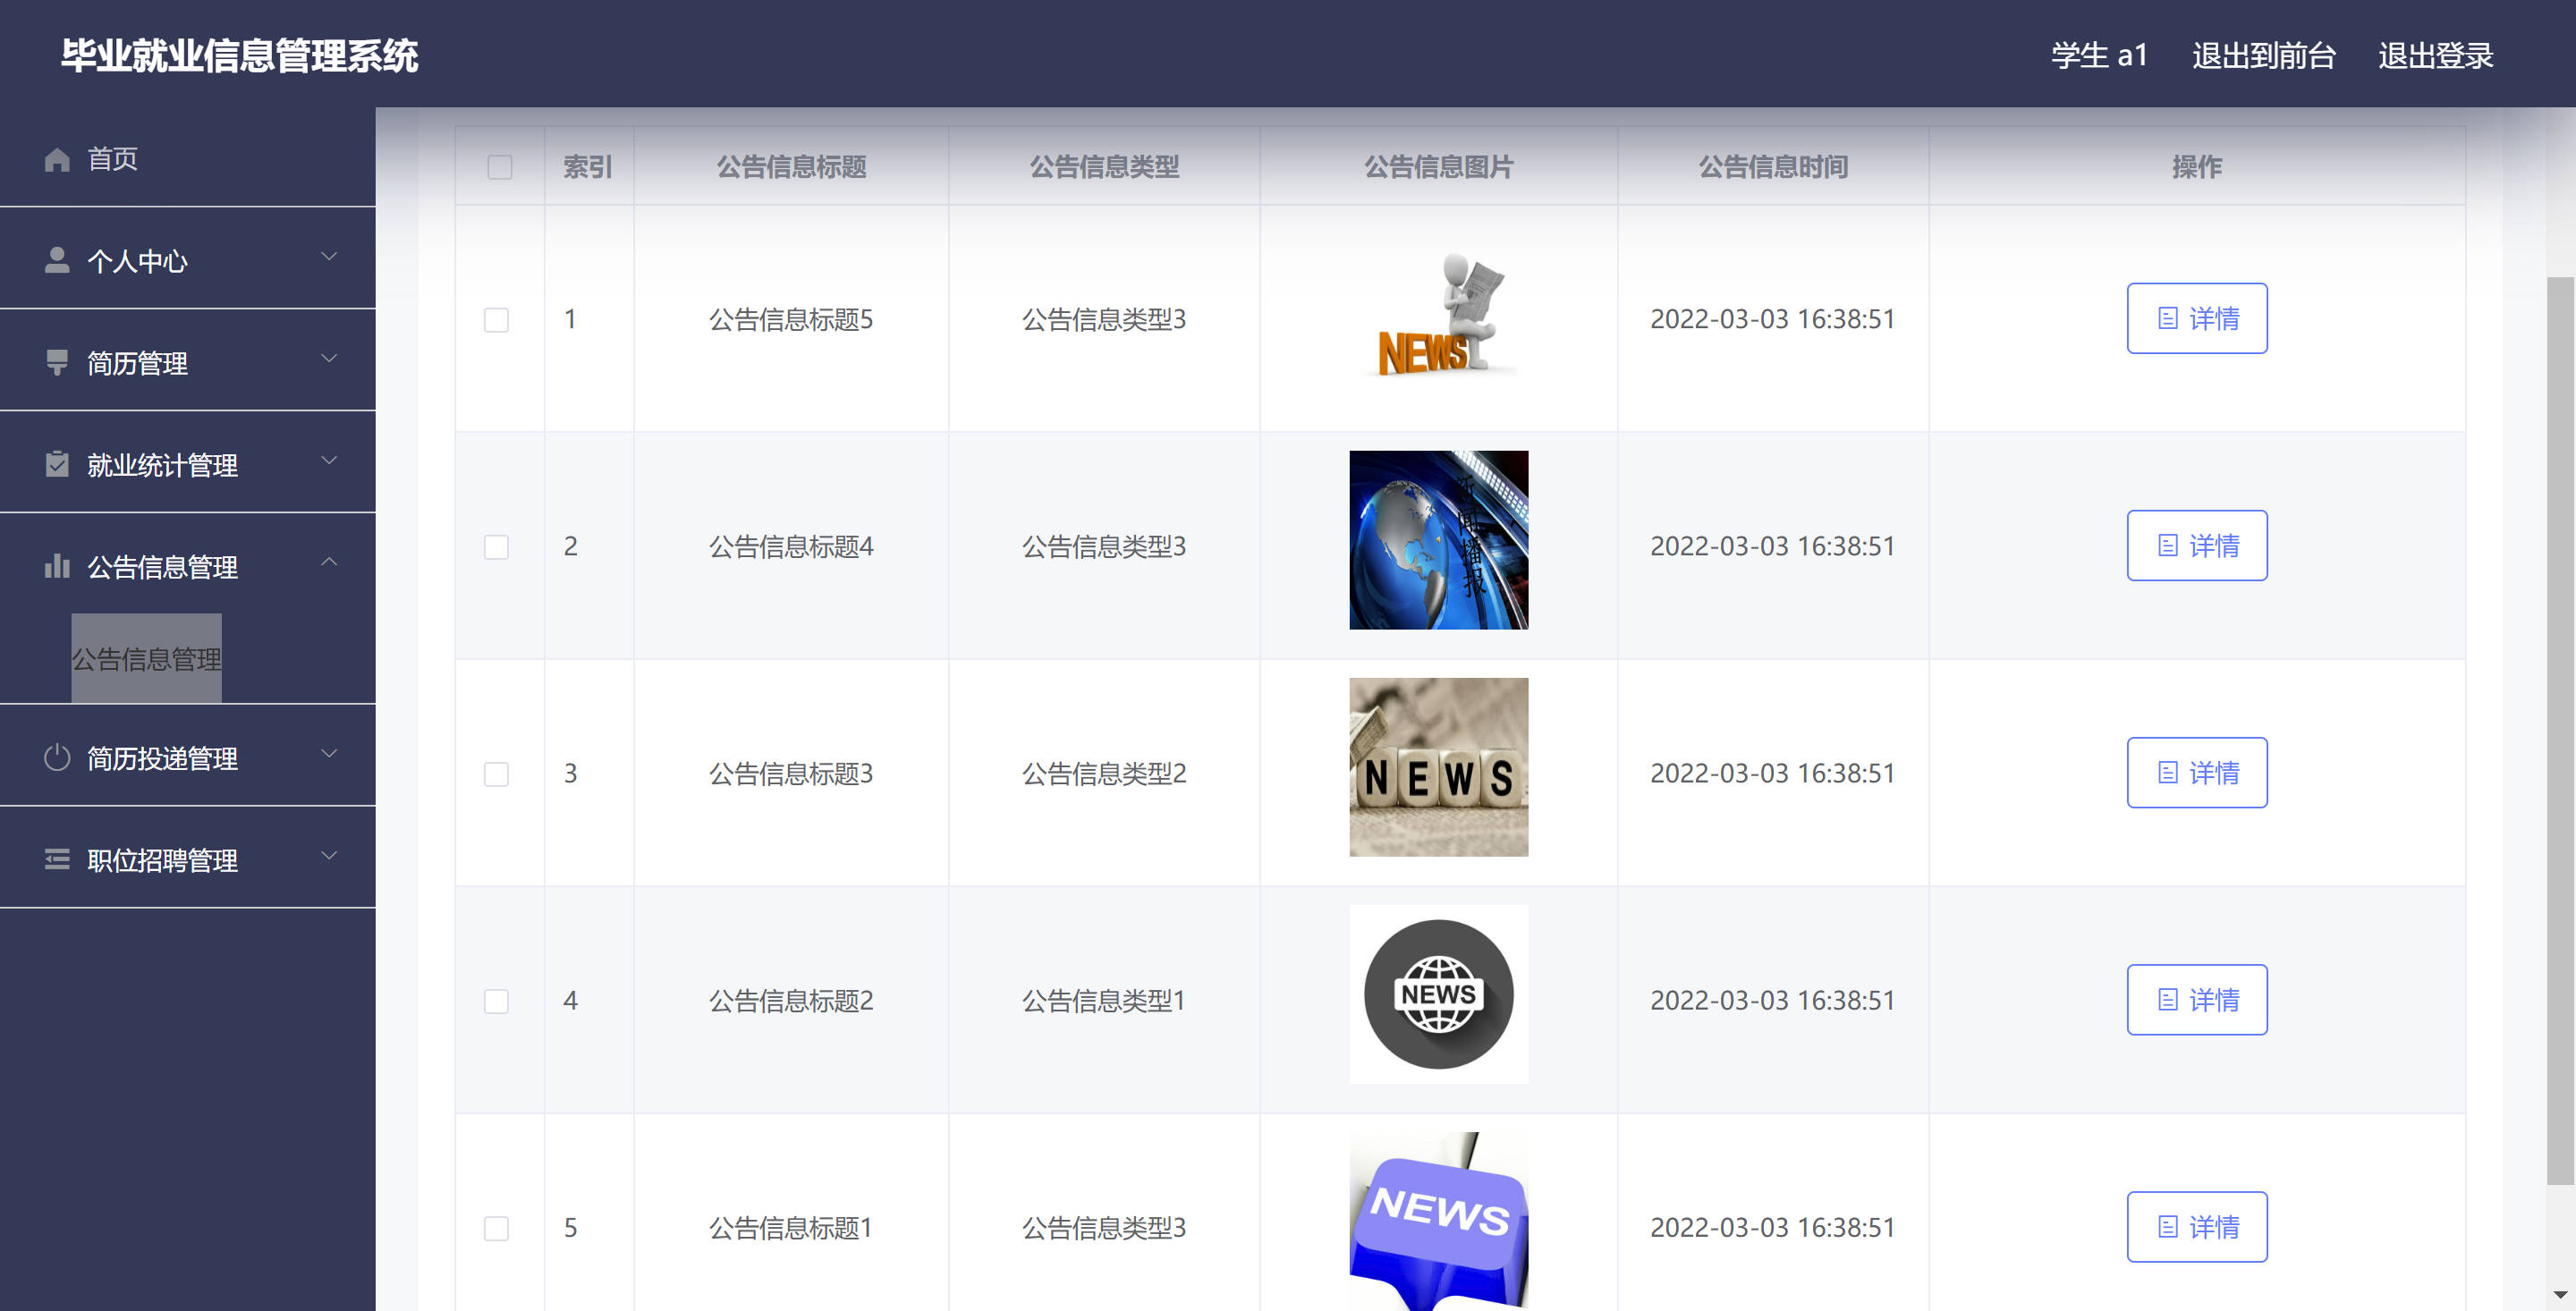 毕业就业信息管理系统
学生 a1 退出到前台 退出登录
首页
个人中心
简历管理
就业统计管理
公告信息管理
公告信息管理
简历投递管理
职位招聘管理
索引 公告信息标题 公告信息类型 公告信息图片 公告信息时间 操作
1 公告信息标题5 公告信息类型3 NEWS 2022-03-03 16:38:51 详情
2 公告信息标题4 公告信息类型3 新闻播报 2022-03-03 16:38:51 详情
3 公告信息标题3 公告信息类型2 NEWS 2022-03-03 16:38:51 详情
4 公告信息标题2 公告信息类型1 NEWS 2022-03-03 16:38:51 详情
5 公告信息标题1 公告信息类型3 NEWS 2022-03-03 16:38:51 详情